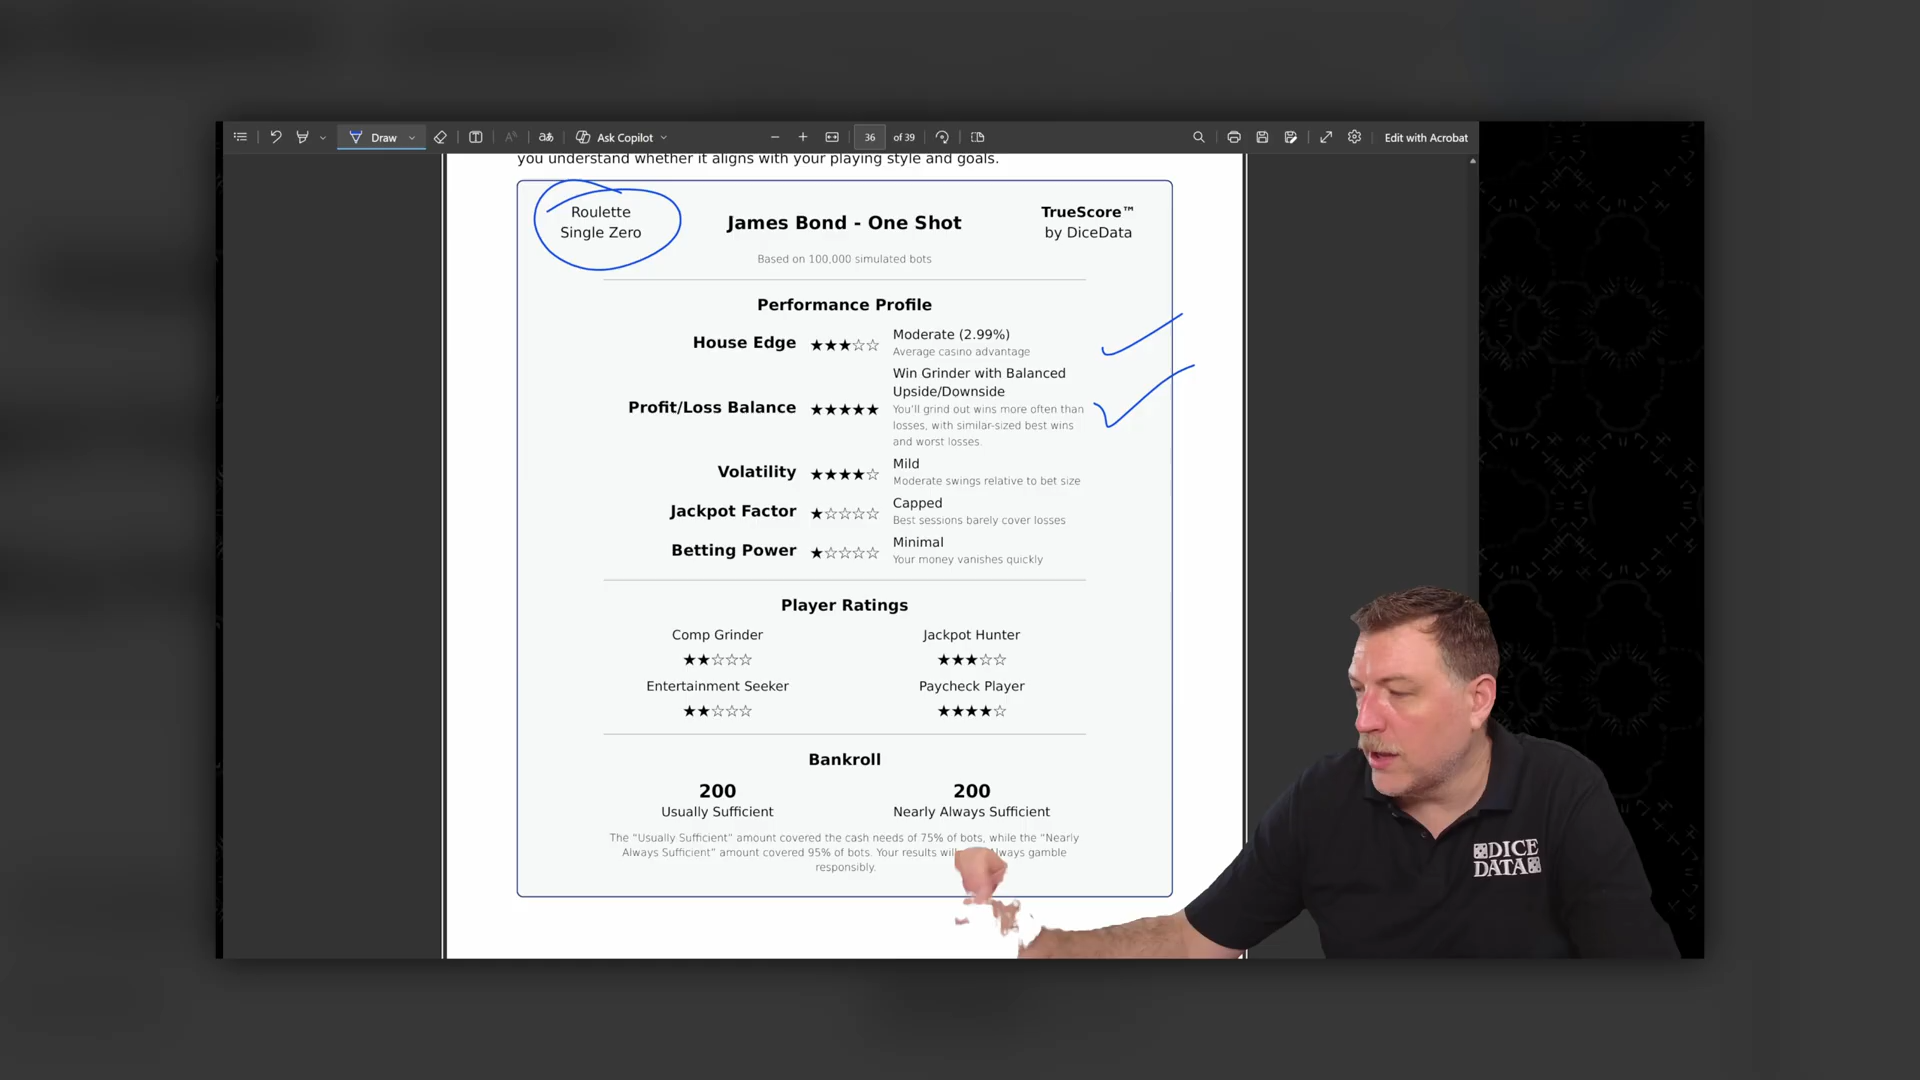 Draw
Ask Copilot
36
of 39
Edit with Acrobat
you understand whether it aligns with your playing style and goals.
Roulette
Single Zero
James Bond - One Shot
TrueScore™
by DiceData
Based on 100,000 simulated bots
Performance Profile
House Edge ★★★☆☆ Moderate (2.99%)
Average casino advantage
Profit/Loss Balance ★★★★★ Win Grinder with Balanced
Upside/Downside
You'll grind out wins more often than
losses, with similar-sized best wins
and worst losses.
Volatility ★★★★☆ Mild
Moderate swings relative to bet size
Jackpot Factor ★☆☆☆☆ Capped
Best sessions barely cover losses
Betting Power ★☆☆☆☆ Minimal
Your money vanishes quickly
Player Ratings
Comp Grinder
★★☆☆☆
Jackpot Hunter
★★★☆☆
Entertainment Seeker
★★☆☆☆
Paycheck Player
★★★★☆
Bankroll
200
Usually Sufficient
200
Nearly Always Sufficient
The "Usually Sufficient" amount covered the cash needs of 75% of bots, while the "Nearly
Always Sufficient" amount covered 95% of bots. Your results gamble
responsibly.
DICE
DATA